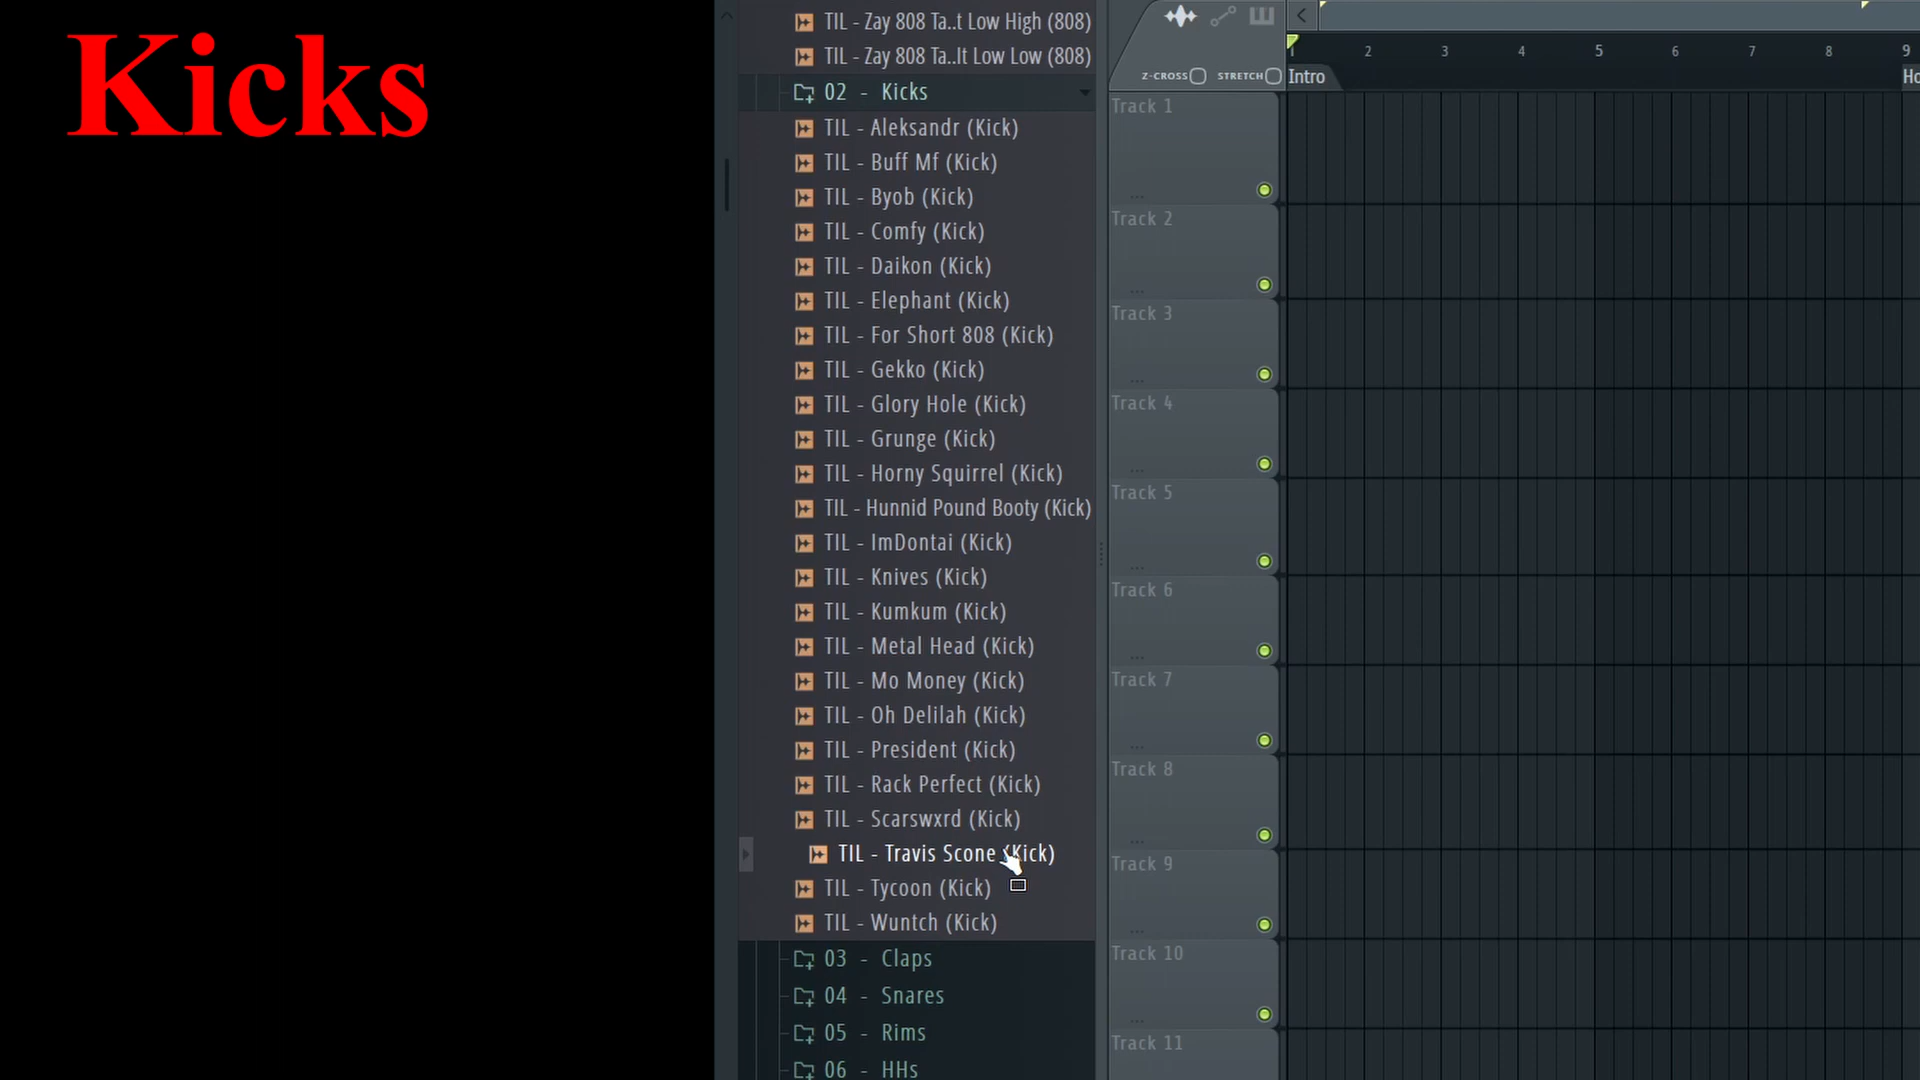 Kicks
TIL - Zay 808 Ta..t Low High (808)
TIL - Zay 808 Ta..lt Low Low (808)
02 - Kicks
TIL - Aleksandr (Kick)
TIL - Buff Mf (Kick)
TIL - Byob (Kick)
TIL - Comfy (Kick)
TIL - Daikon (Kick)
TIL - Elephant (Kick)
TIL - For Short 808 (Kick)
TIL - Gekko (Kick)
TIL - Glory Hole (Kick)
TIL - Grunge (Kick)
TIL - Horny Squirrel (Kick)
TIL - Hunnid Pound Booty (Kick)
TIL - ImDontai (Kick)
TIL - Knives (Kick)
TIL - Kumkum (Kick)
TIL - Metal Head (Kick)
TIL - Mo Money (Kick)
TIL - Oh Delilah (Kick)
TIL - President (Kick)
TIL - Rack Perfect (Kick)
TIL - Scarswxrd (Kick)
TIL - Travis Scone (Kick)
TIL - Tycoon (Kick)
TIL - Wuntch (Kick)
03 - Claps
04 - Snares
05 - Rims
06 - HHs
Z-CROSS STRETCH
1 2 3 4 5 6 7 8 9
Intro Ho
Track 1
Track 2
Track 3
Track 4
Track 5
Track 6
Track 7
Track 8
Track 9
Track 10
Track 11